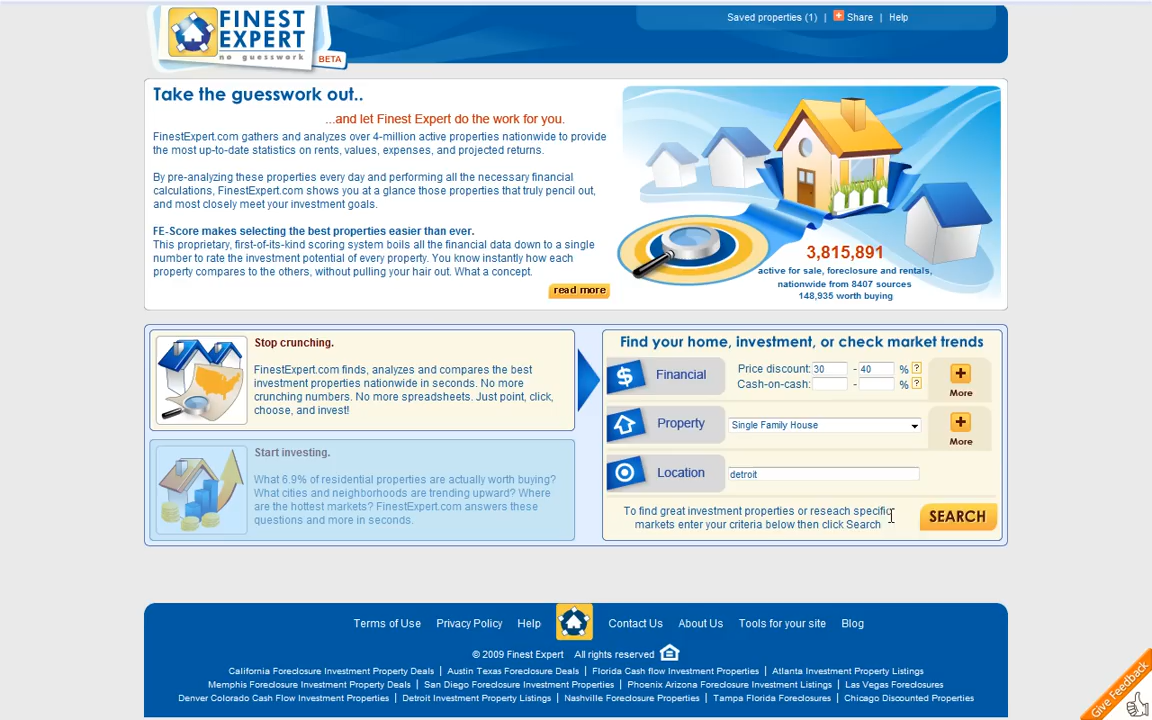 FINEST
EXPERT
no guesswork
BETA
Saved properties (1) | Share | Help
Take the guesswork out..
...and let Finest Expert do the work for you.
FinestExpert.com gathers and analyzes over 4-million active properties nationwide to provide
the most up-to-date statistics on rents, values, expenses, and projected returns.
By pre-analyzing these properties every day and performing all the necessary financial
calculations, FinestExpert.com shows you at a glance those properties that truly pencil out,
and most closely meet your investment goals.
FE-Score makes selecting the best properties easier than ever.
This proprietary, first-of-its-kind scoring system boils all the financial data down to a single
number to rate the investment potential of every property. You know instantly how each
property compares to the others, without pulling your hair out. What a concept.
read more
3,815,891
active for sale, foreclosure and rentals,
nationwide from 8407 sources
148,935 worth buying
Stop crunching.
FinestExpert.com finds, analyzes and compares the best
investment properties nationwide in seconds. No more
crunching numbers. No more spreadsheets. Just point, click,
choose, and invest!
Start investing.
What 6.9% of residential properties are actually worth buying?
What cities and neighborhoods are trending upward? Where
are the hottest markets? FinestExpert.com answers these
questions and more in seconds.
Find your home, investment, or check market trends
Financial
Price discount: 30 - 40 % ?
Cash-on-cash: - % ?
More
Property
Single Family House
More
Location
detroit
To find great investment properties or reseach specific
markets enter your criteria below then click Search
SEARCH
Terms of Use Privacy Policy Help Contact Us About Us Tools for your site Blog
© 2009 Finest Expert All rights reserved
California Foreclosure Investment Property Deals | Austin Texas Foreclosure Deals | Florida Cash flow Investment Properties | Atlanta Investment Property Listings
Memphis Foreclosure Investment Property Deals | San Diego Foreclosure Investment Properties | Phoenix Arizona Foreclosure Investment Listings | Las Vegas Foreclosures
Denver Colorado Cash Flow Investment Properties | Detroit Investment Property Listings | Nashville Foreclosure Properties | Tampa Florida Foreclosures | Chicago Discounted Properties
Give Feedback